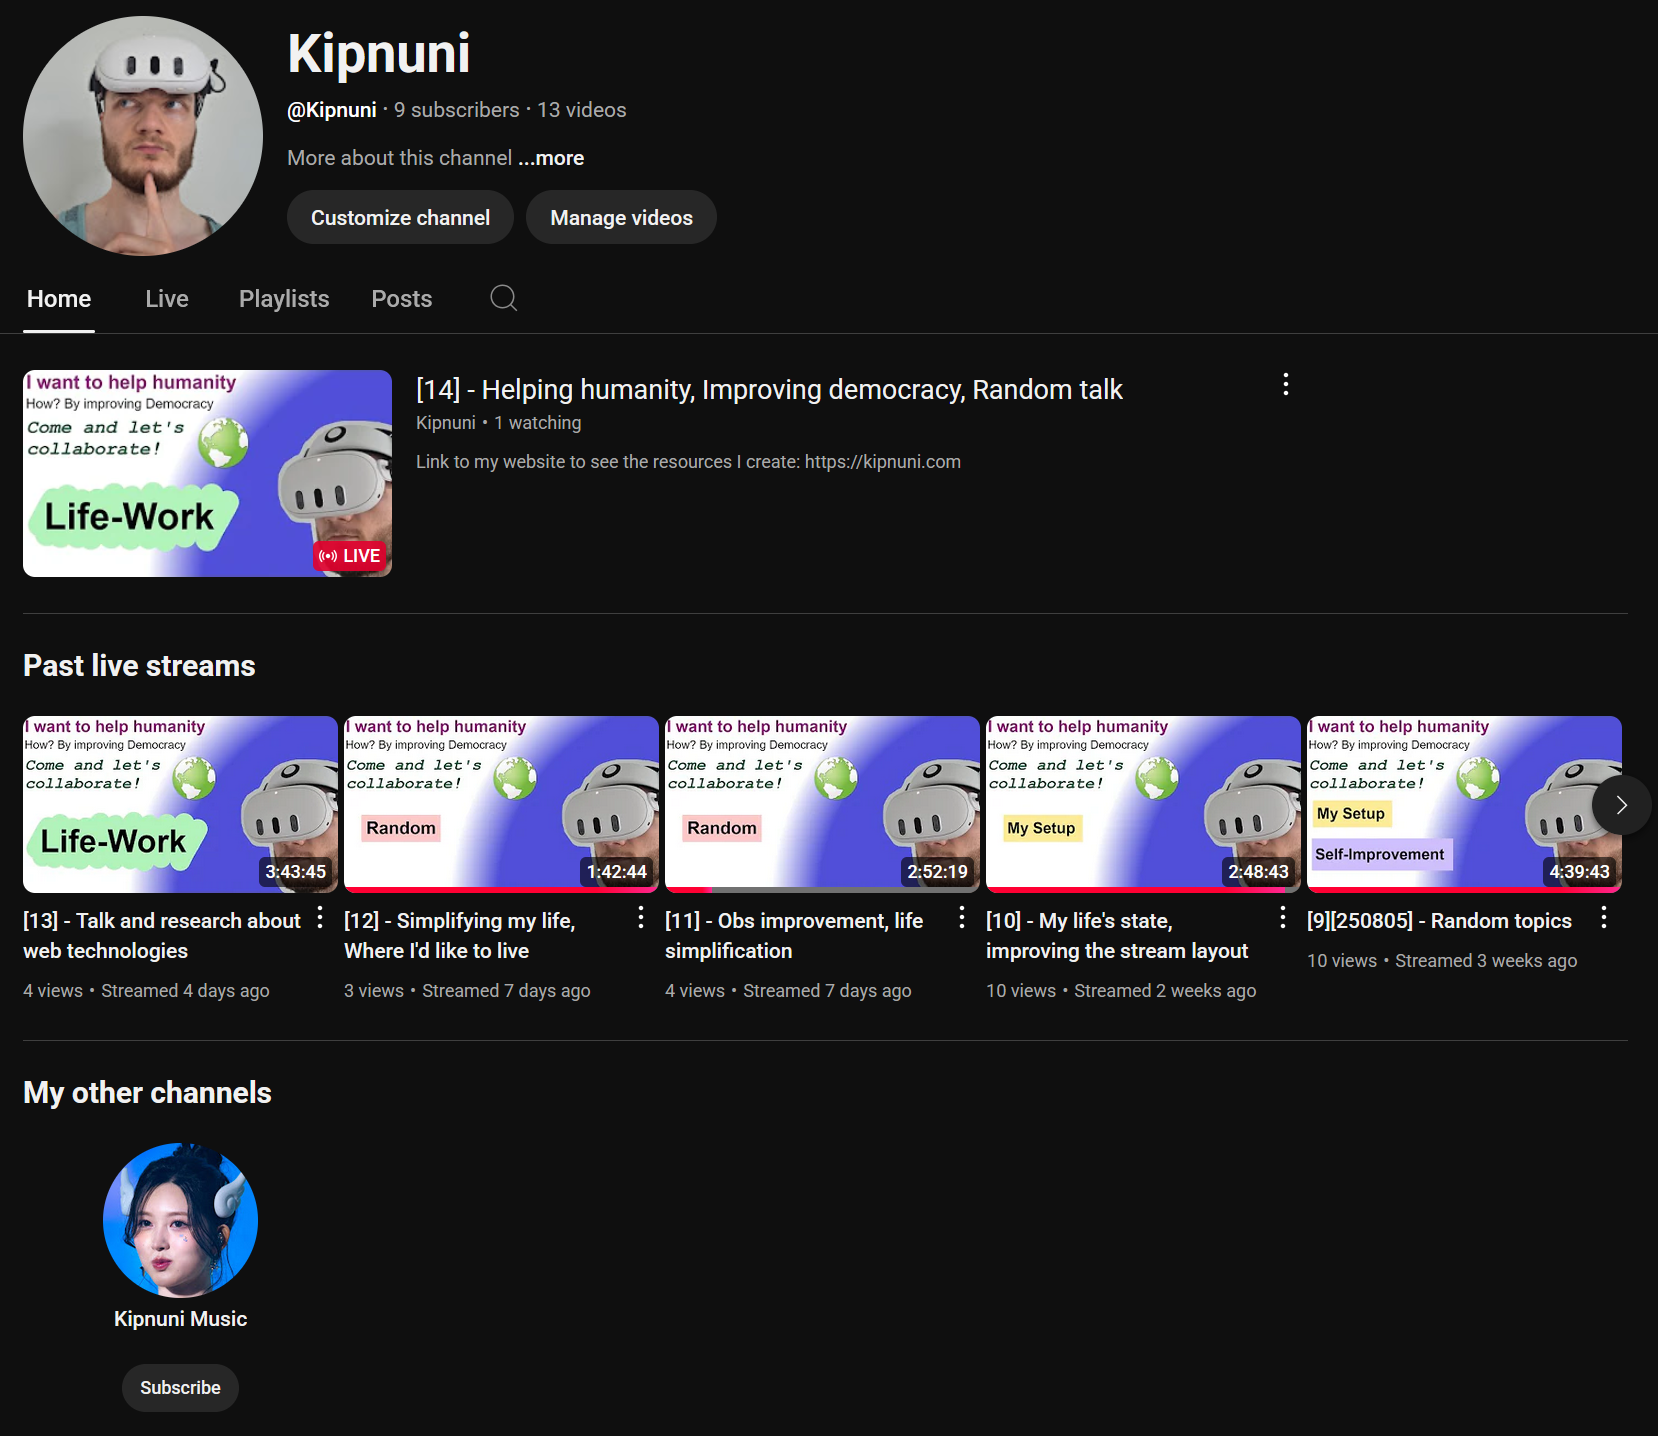 Kipnuni
@Kipnuni · 9 subscribers · 13 videos
More about this channel ...more
Customize channel
Manage videos
Home
Live
Playlists
Posts
I want to help humanity
How? By improving Democracy
Come and let's
collaborate!
Life-Work
LIVE
[14] - Helping humanity, Improving democracy, Random talk
Kipnuni • 1 watching
Link to my website to see the resources I create: https://kipnuni.com
Past live streams
I want to help humanity
How? By improving Democracy
Come and let's
collaborate!
Life-Work
3:43:45
[13] - Talk and research about
web technologies
4 views • Streamed 4 days ago
I want to help humanity
How? By improving Democracy
Come and let's
collaborate!
Random
1:42:44
[12] - Simplifying my life,
Where I'd like to live
3 views • Streamed 7 days ago
I want to help humanity
How? By improving Democracy
Come and let's
collaborate!
Random
2:52:19
[11] - Obs improvement, life
simplification
4 views • Streamed 7 days ago
I want to help humanity
How? By improving Democracy
Come and let's
collaborate!
My Setup
2:48:43
[10] - My life's state,
improving the stream layout
10 views • Streamed 2 weeks ago
I want to help humanity
How? By improving Democracy
Come and let's
collaborate!
My Setup
Self-Improvement
4:39:43
[9][250805] - Random topics
10 views • Streamed 3 weeks ago
My other channels
Kipnuni Music
Subscribe